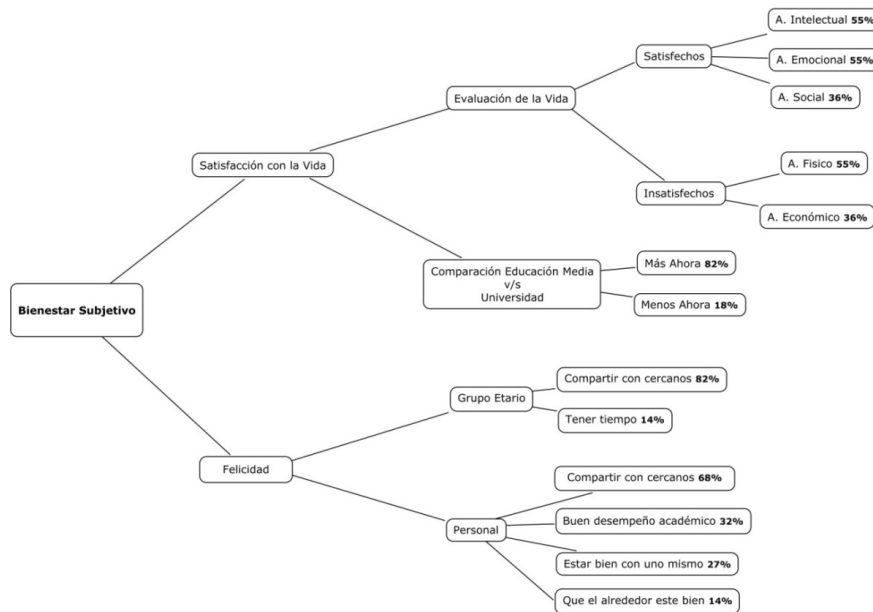 A. Intelectual 55%
Satisfechos
A. Emocional 55%
Evaluación de la Vida
A. Social 36%
Satisfacción con la Vida
A. Fisico 55%
Insatisfechos
A. Económico 36%
Comparación Educación Media
v/s
Universidad
Más Ahora 82%
Menos Ahora 18%
Bienestar Subjetivo
Grupo Etario
Compartir con cercanos 82%
Tener tiempo 14%
Felicidad
Compartir con cercanos 68%
Personal
Buen desempeño académico 32%
Estar bien con uno mismo 27%
Que el alrededor este bien 14%